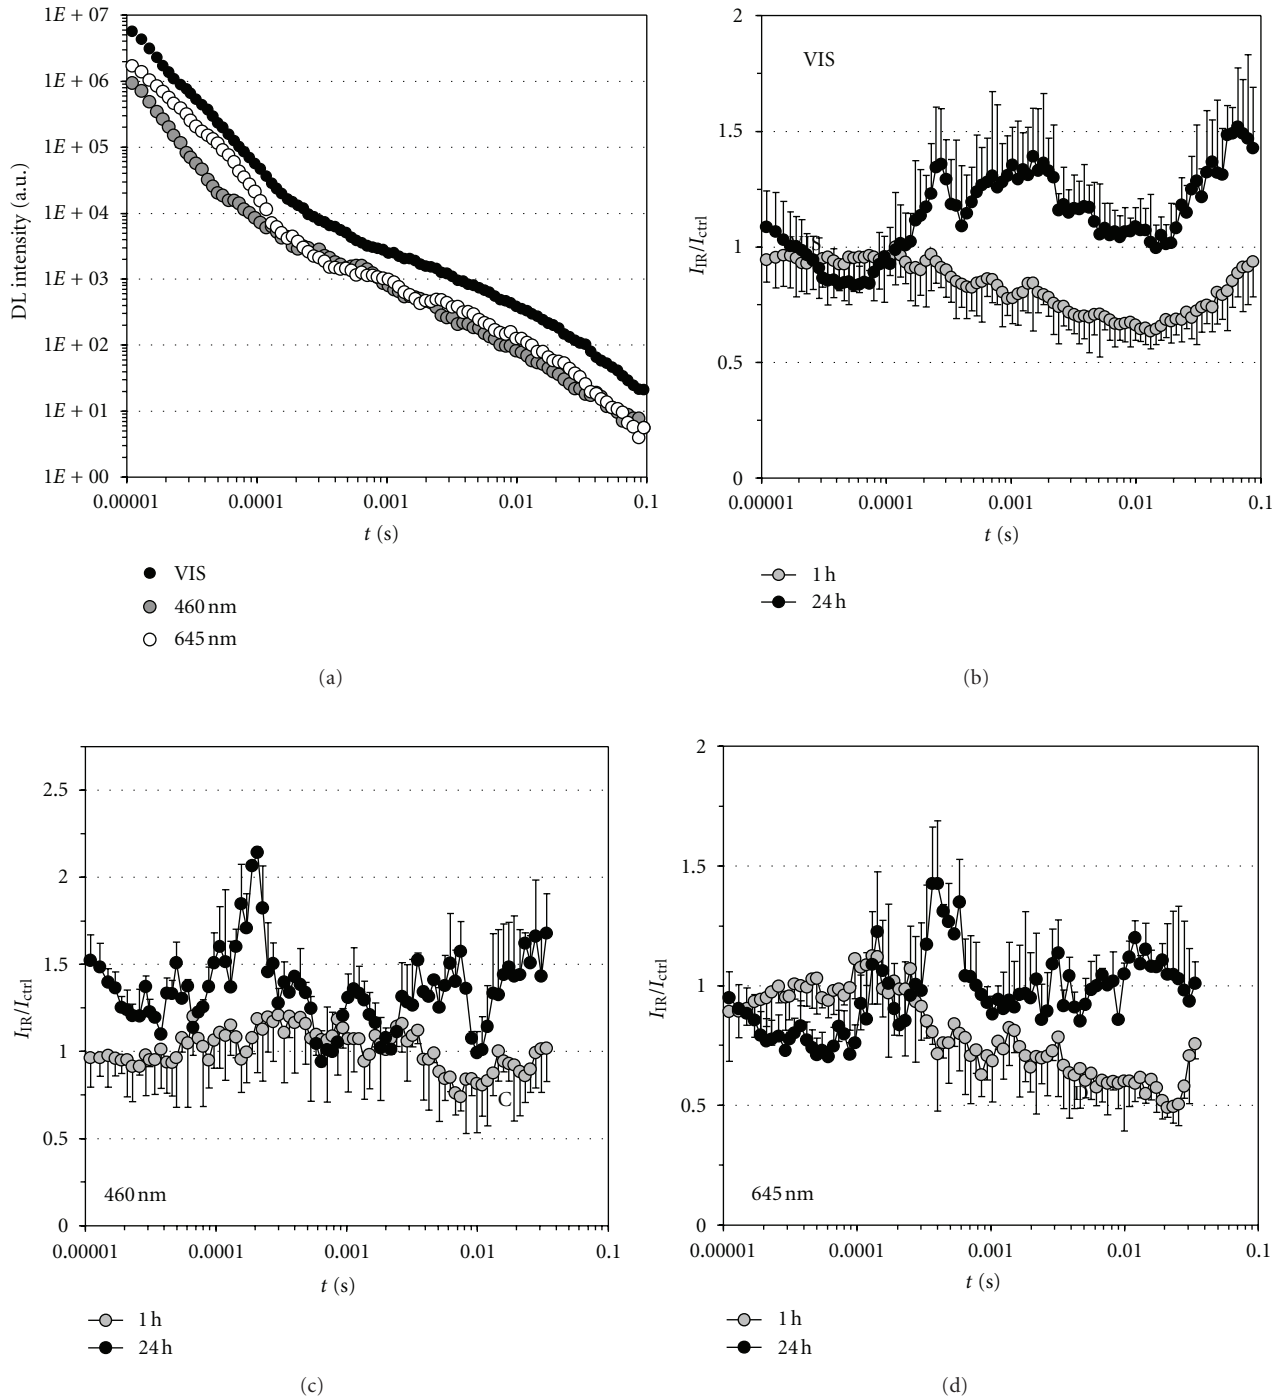 1E + 07
1E + 06
1E + 05
1E + 04
1E + 03
1E + 02
1E + 01
1E + 00
DL intensity (a.u.)
0.00001 0.0001 0.001 0.01 0.1
t (s)
VIS
460 nm
645 nm
(a)
2
1.5
1
0.5
0
I_IR/I_ctrl
VIS
S
0.00001 0.0001 0.001 0.01 0.1
t (s)
1 h
24 h
(b)
2.5
2
1.5
1
0.5
0
I_IR/I_ctrl
C
460 nm
0.00001 0.0001 0.001 0.01 0.1
t (s)
1 h
24 h
(c)
2
1.5
1
0.5
0
I_IR/I_ctrl
D
645 nm
0.00001 0.0001 0.001 0.01 0.1
t (s)
1 h
24 h
(d)